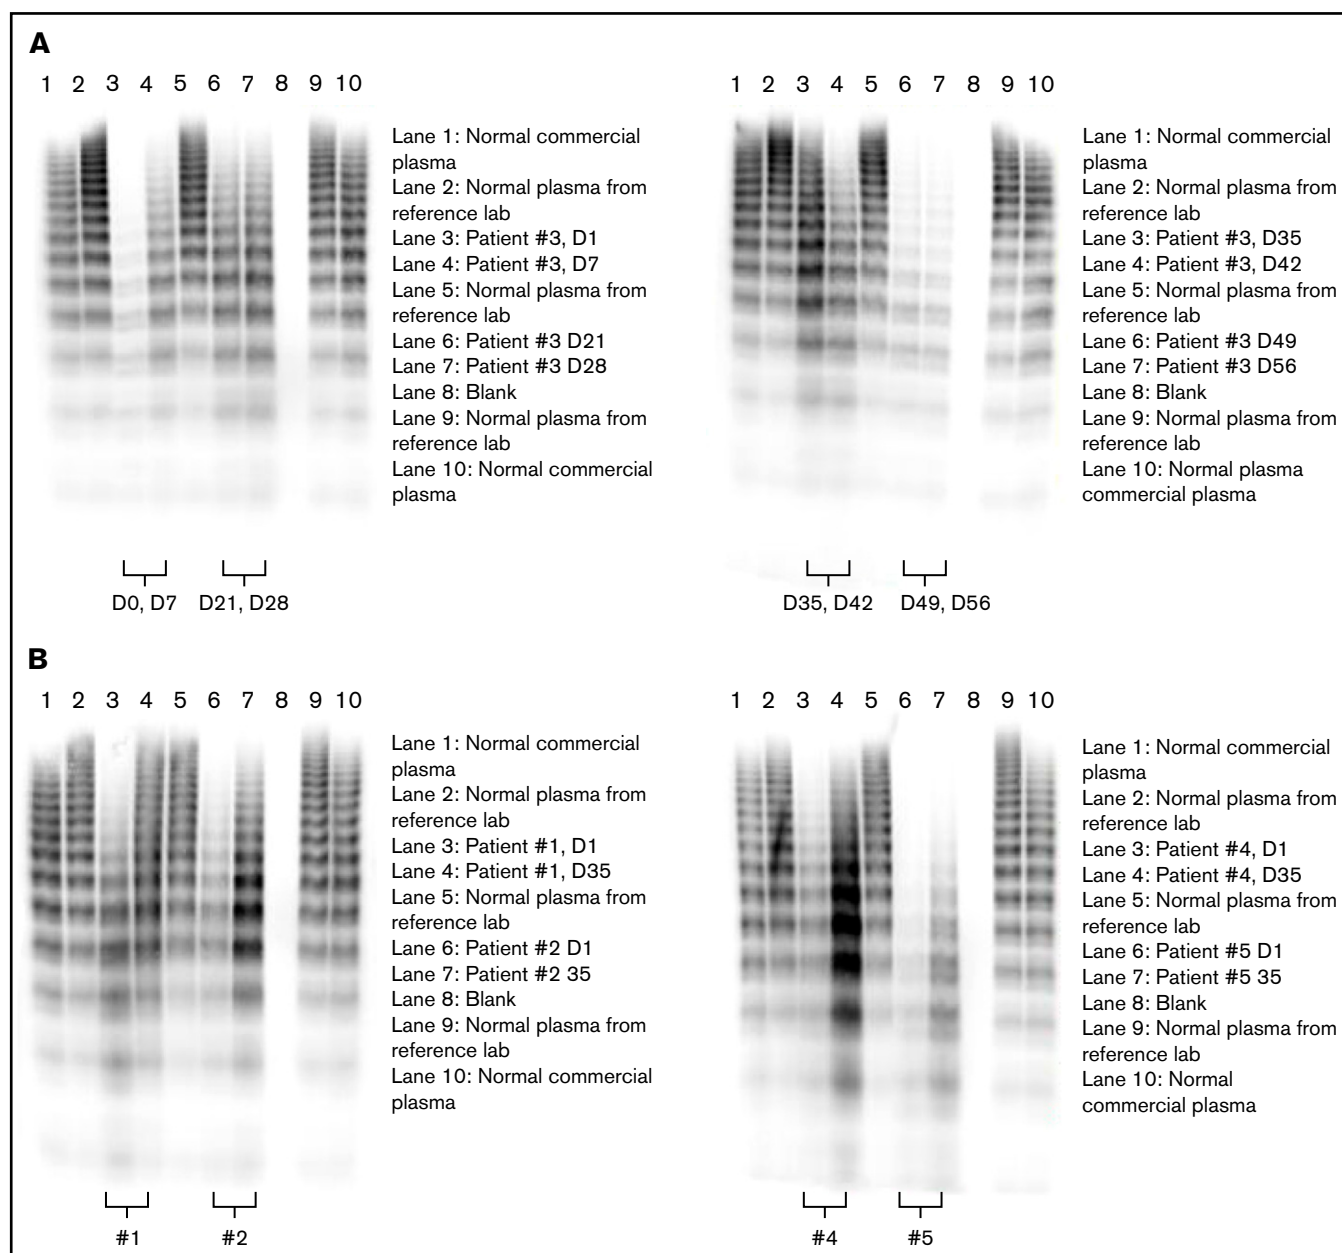 A
1 2 3 4 5 6 7 8 9 10
Lane 1: Normal commercial
plasma
Lane 2: Normal plasma from
reference lab
Lane 3: Patient #3, D1
Lane 4: Patient #3, D7
Lane 5: Normal plasma from
reference lab
Lane 6: Patient #3 D21
Lane 7: Patient #3 D28
Lane 8: Blank
Lane 9: Normal plasma from
reference lab
Lane 10: Normal commercial
plasma
D0, D7 D21, D28
1 2 3 4 5 6 7 8 9 10
Lane 1: Normal commercial
plasma
Lane 2: Normal plasma from
reference lab
Lane 3: Patient #3, D35
Lane 4: Patient #3, D42
Lane 5: Normal plasma from
reference lab
Lane 6: Patient #3 D49
Lane 7: Patient #3 D56
Lane 8: Blank
Lane 9: Normal plasma from
reference lab
Lane 10: Normal plasma
commercial plasma
D35, D42 D49, D56
B
1 2 3 4 5 6 7 8 9 10
Lane 1: Normal commercial
plasma
Lane 2: Normal plasma from
reference lab
Lane 3: Patient #1, D1
Lane 4: Patient #1, D35
Lane 5: Normal plasma from
reference lab
Lane 6: Patient #2 D1
Lane 7: Patient #2 35
Lane 8: Blank
Lane 9: Normal plasma from
reference lab
Lane 10: Normal commercial
plasma
#1 #2
1 2 3 4 5 6 7 8 9 10
Lane 1: Normal commercial
plasma
Lane 2: Normal plasma from
reference lab
Lane 3: Patient #4, D1
Lane 4: Patient #4, D35
Lane 5: Normal plasma from
reference lab
Lane 6: Patient #5 D1
Lane 7: Patient #5 35
Lane 8: Blank
Lane 9: Normal plasma from
reference lab
Lane 10: Normal
commercial plasma
#4 #5